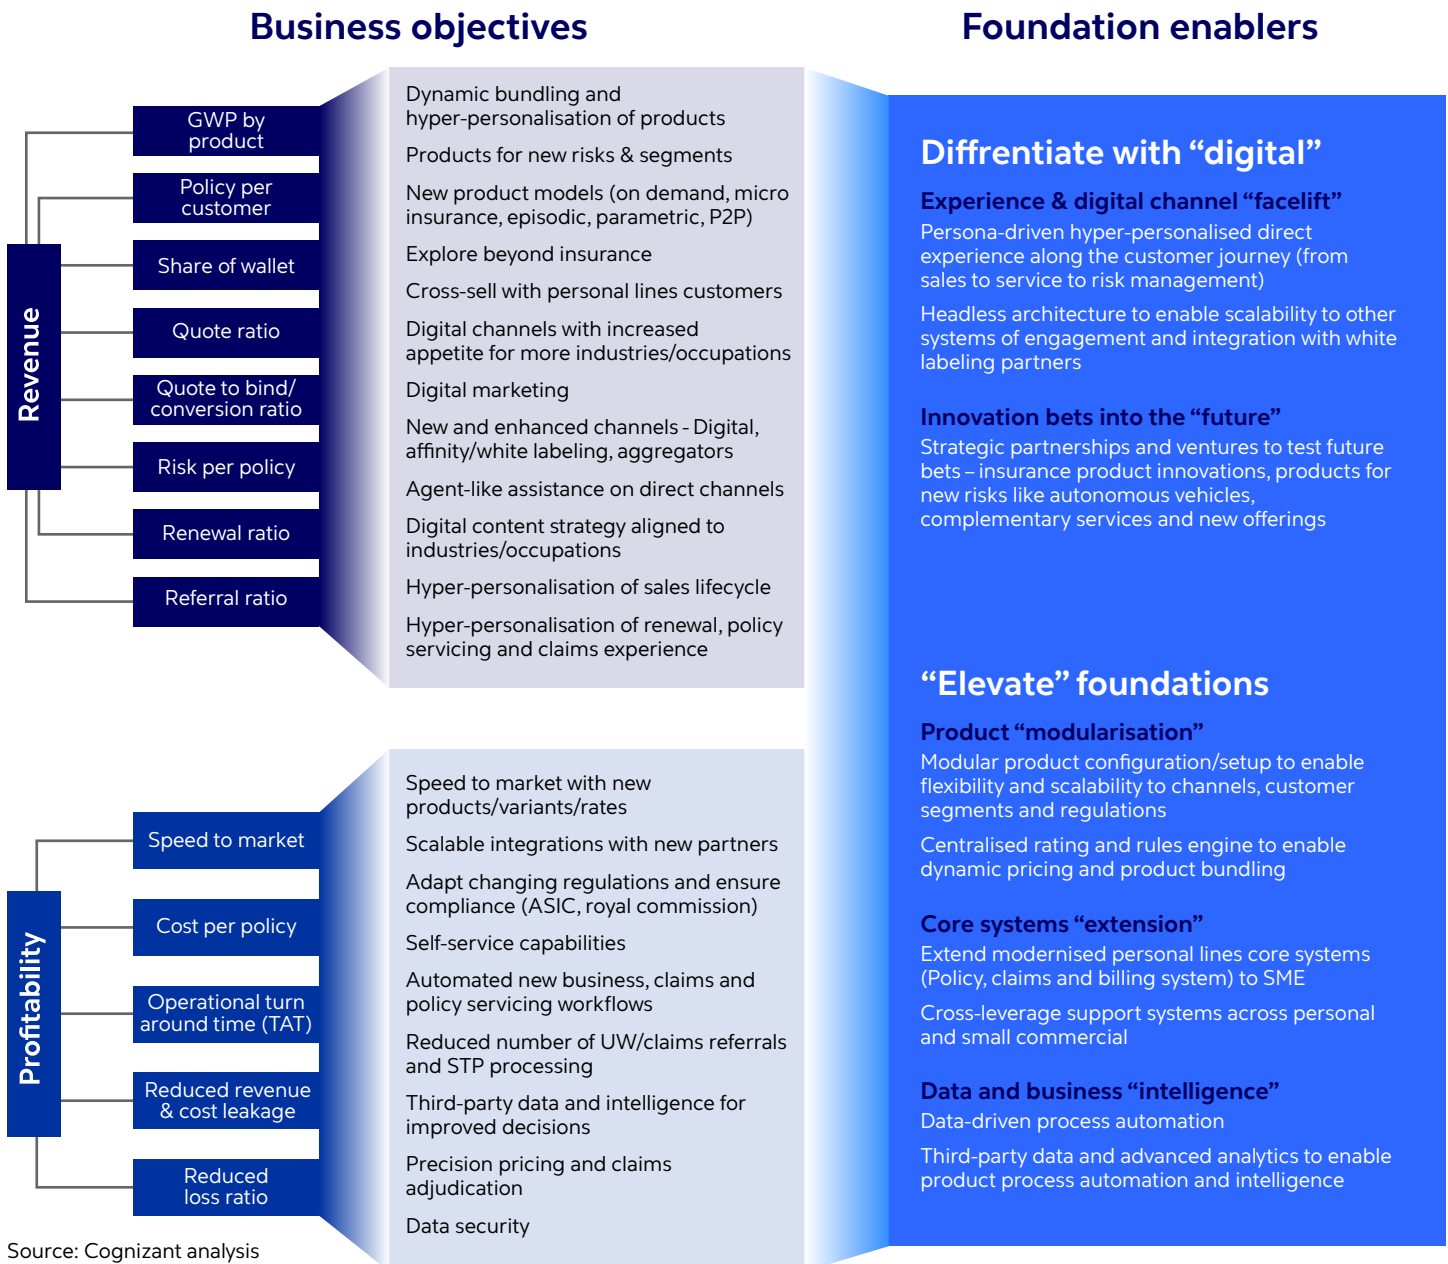 Business objectives
Foundation enablers
Revenue
GWP by
product
Policy per
customer
Share of wallet
Quote ratio
Quote to bind/
conversion ratio
Risk per policy
Renewal ratio
Referral ratio
Dynamic bundling and
hyper-personalisation of products
Products for new risks & segments
New product models (on demand, micro
insurance, episodic, parametric, P2P)
Explore beyond insurance
Cross-sell with personal lines customers
Digital channels with increased
appetite for more industries/occupations
Digital marketing
New and enhanced channels - Digital,
affinity/white labeling, aggregators
Agent-like assistance on direct channels
Digital content strategy aligned to
industries/occupations
Hyper-personalisation of sales lifecycle
Hyper-personalisation of renewal, policy
servicing and claims experience
Profitability
Speed to market
Cost per policy
Operational turn
around time (TAT)
Reduced revenue
& cost leakage
Reduced
loss ratio
Speed to market with new
products/variants/rates
Scalable integrations with new partners
Adapt changing regulations and ensure
compliance (ASIC, royal commission)
Self-service capabilities
Automated new business, claims and
policy servicing workflows
Reduced number of UW/claims referrals
and STP processing
Third-party data and intelligence for
improved decisions
Precision pricing and claims
adjudication
Data security
Diffrentiate with “digital”
Experience & digital channel “facelift”
Persona-driven hyper-personalised direct
experience along the customer journey (from
sales to service to risk management)
Headless architecture to enable scalability to other
systems of engagement and integration with white
labeling partners
Innovation bets into the “future”
Strategic partnerships and ventures to test future
bets – insurance product innovations, products for
new risks like autonomous vehicles,
complementary services and new offerings
“Elevate” foundations
Product “modularisation”
Modular product configuration/setup to enable
flexibility and scalability to channels, customer
segments and regulations
Centralised rating and rules engine to enable
dynamic pricing and product bundling
Core systems “extension”
Extend modernised personal lines core systems
(Policy, claims and billing system) to SME
Cross-leverage support systems across personal
and small commercial
Data and business “intelligence”
Data-driven process automation
Third-party data and advanced analytics to enable
product process automation and intelligence
Source: Cognizant analysis